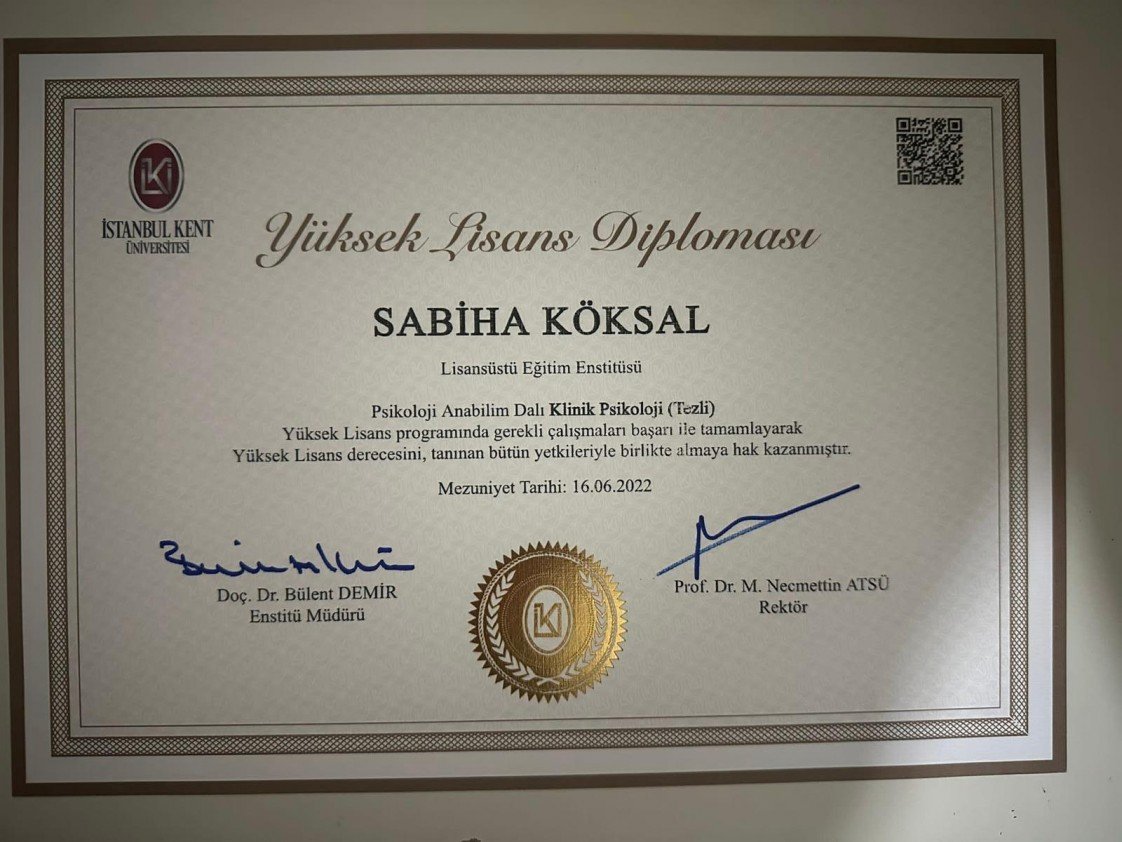 İSTANBUL KENT
ÜNİVERSİTESİ
Yüksek Lisans Diploması
SABİHA KÖKSAL
Lisansüstü Eğitim Enstitüsü
Psikoloji Anabilim Dalı Klinik Psikoloji (Tezli)
Yüksek Lisans programında gerekli çalışmaları başarı ile tamamlayarak
Yüksek Lisans derecesini, tanınan bütün yetkileriyle birlikte almaya hak kazanmıştır.
Mezuniyet Tarihi: 16.06.2022
Doç. Dr. Bülent DEMİR
Enstitü Müdürü
Prof. Dr. M. Necmettin ATSÜ
Rektör